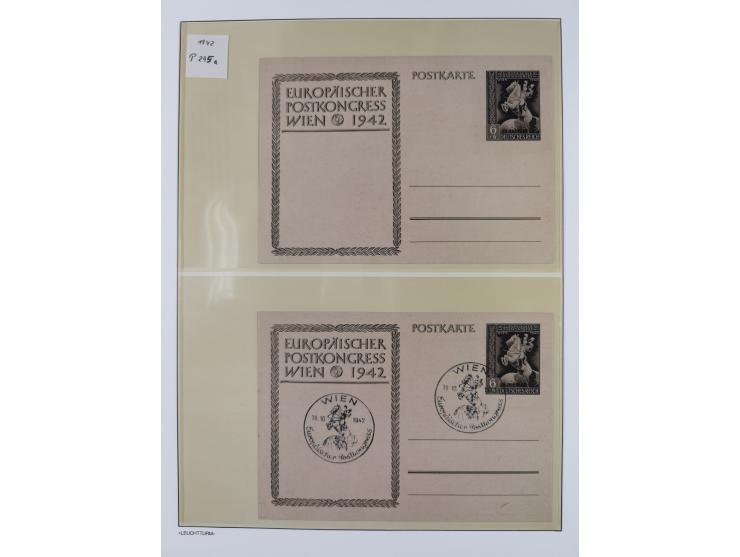 1942
P 295a
EUROPÄISCHER
POSTKONGRESS
WIEN 1942
POSTKARTE
6
DEUTSCHES REICH
EUROPÄISCHER
POSTKONGRESS
WIEN 1942
POSTKARTE
6
DEUTSCHES REICH
WIEN
19.10. 1942
Europäischer Postkongress
WIEN
19.10.
Europäischer Postkongress
•LEUCHTTURM•